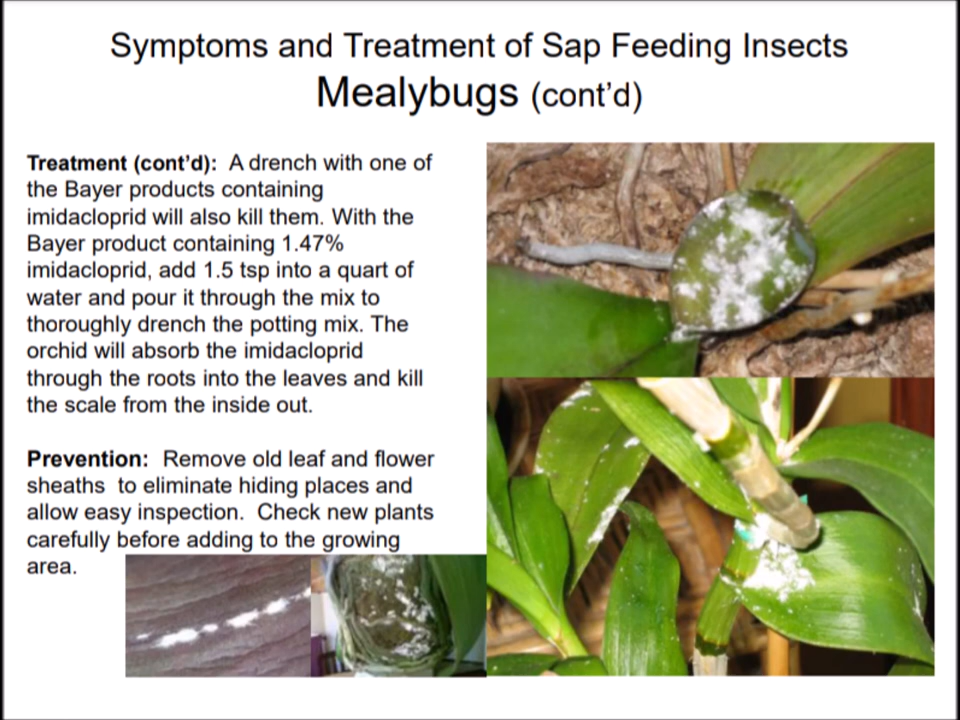 Symptoms and Treatment of Sap Feeding Insects
Mealybugs (cont’d)
Treatment (cont’d): A drench with one of
the Bayer products containing
imidacloprid will also kill them. With the
Bayer product containing 1.47%
imidacloprid, add 1.5 tsp into a quart of
water and pour it through the mix to
thoroughly drench the potting mix. The
orchid will absorb the imidacloprid
through the roots into the leaves and kill
the scale from the inside out.
Prevention: Remove old leaf and flower
sheaths to eliminate hiding places and
allow easy inspection. Check new plants
carefully before adding to the growing
area.